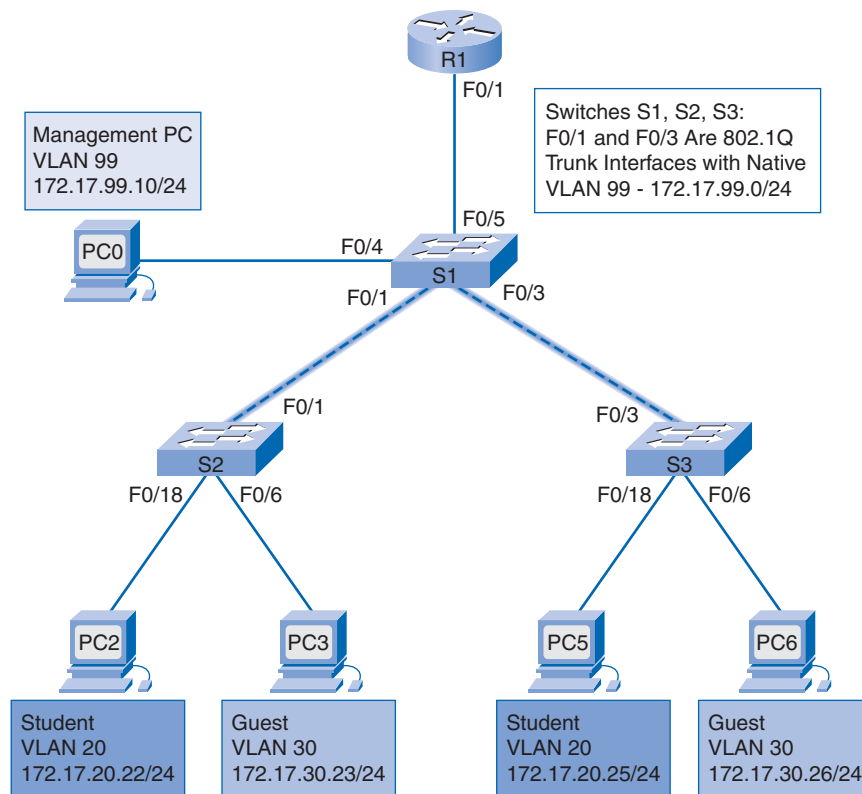 R1
F0/1
Management PC
VLAN 99
172.17.99.10/24
Switches S1, S2, S3:
F0/1 and F0/3 Are 802.1Q
Trunk Interfaces with Native
VLAN 99 - 172.17.99.0/24
PC0
F0/4
F0/5
S1
F0/1
F0/3
F0/1
F0/3
S2
S3
F0/18
F0/6
F0/18
F0/6
PC2
PC3
PC5
PC6
Student
VLAN 20
172.17.20.22/24
Guest
VLAN 30
172.17.30.23/24
Student
VLAN 20
172.17.20.25/24
Guest
VLAN 30
172.17.30.26/24